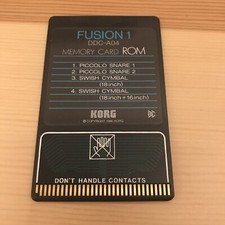 FUSION 1
DDC-A04
MEMORY CARD ROM
1. PICCOLO SNARE 1
2. PICCOLO SNARE 2
3. SWISH CYMBAL
(18inch)
4. SWISH CYMBAL
(18inch+16inch)
KORG
DON'T HANDLE CONTACTS